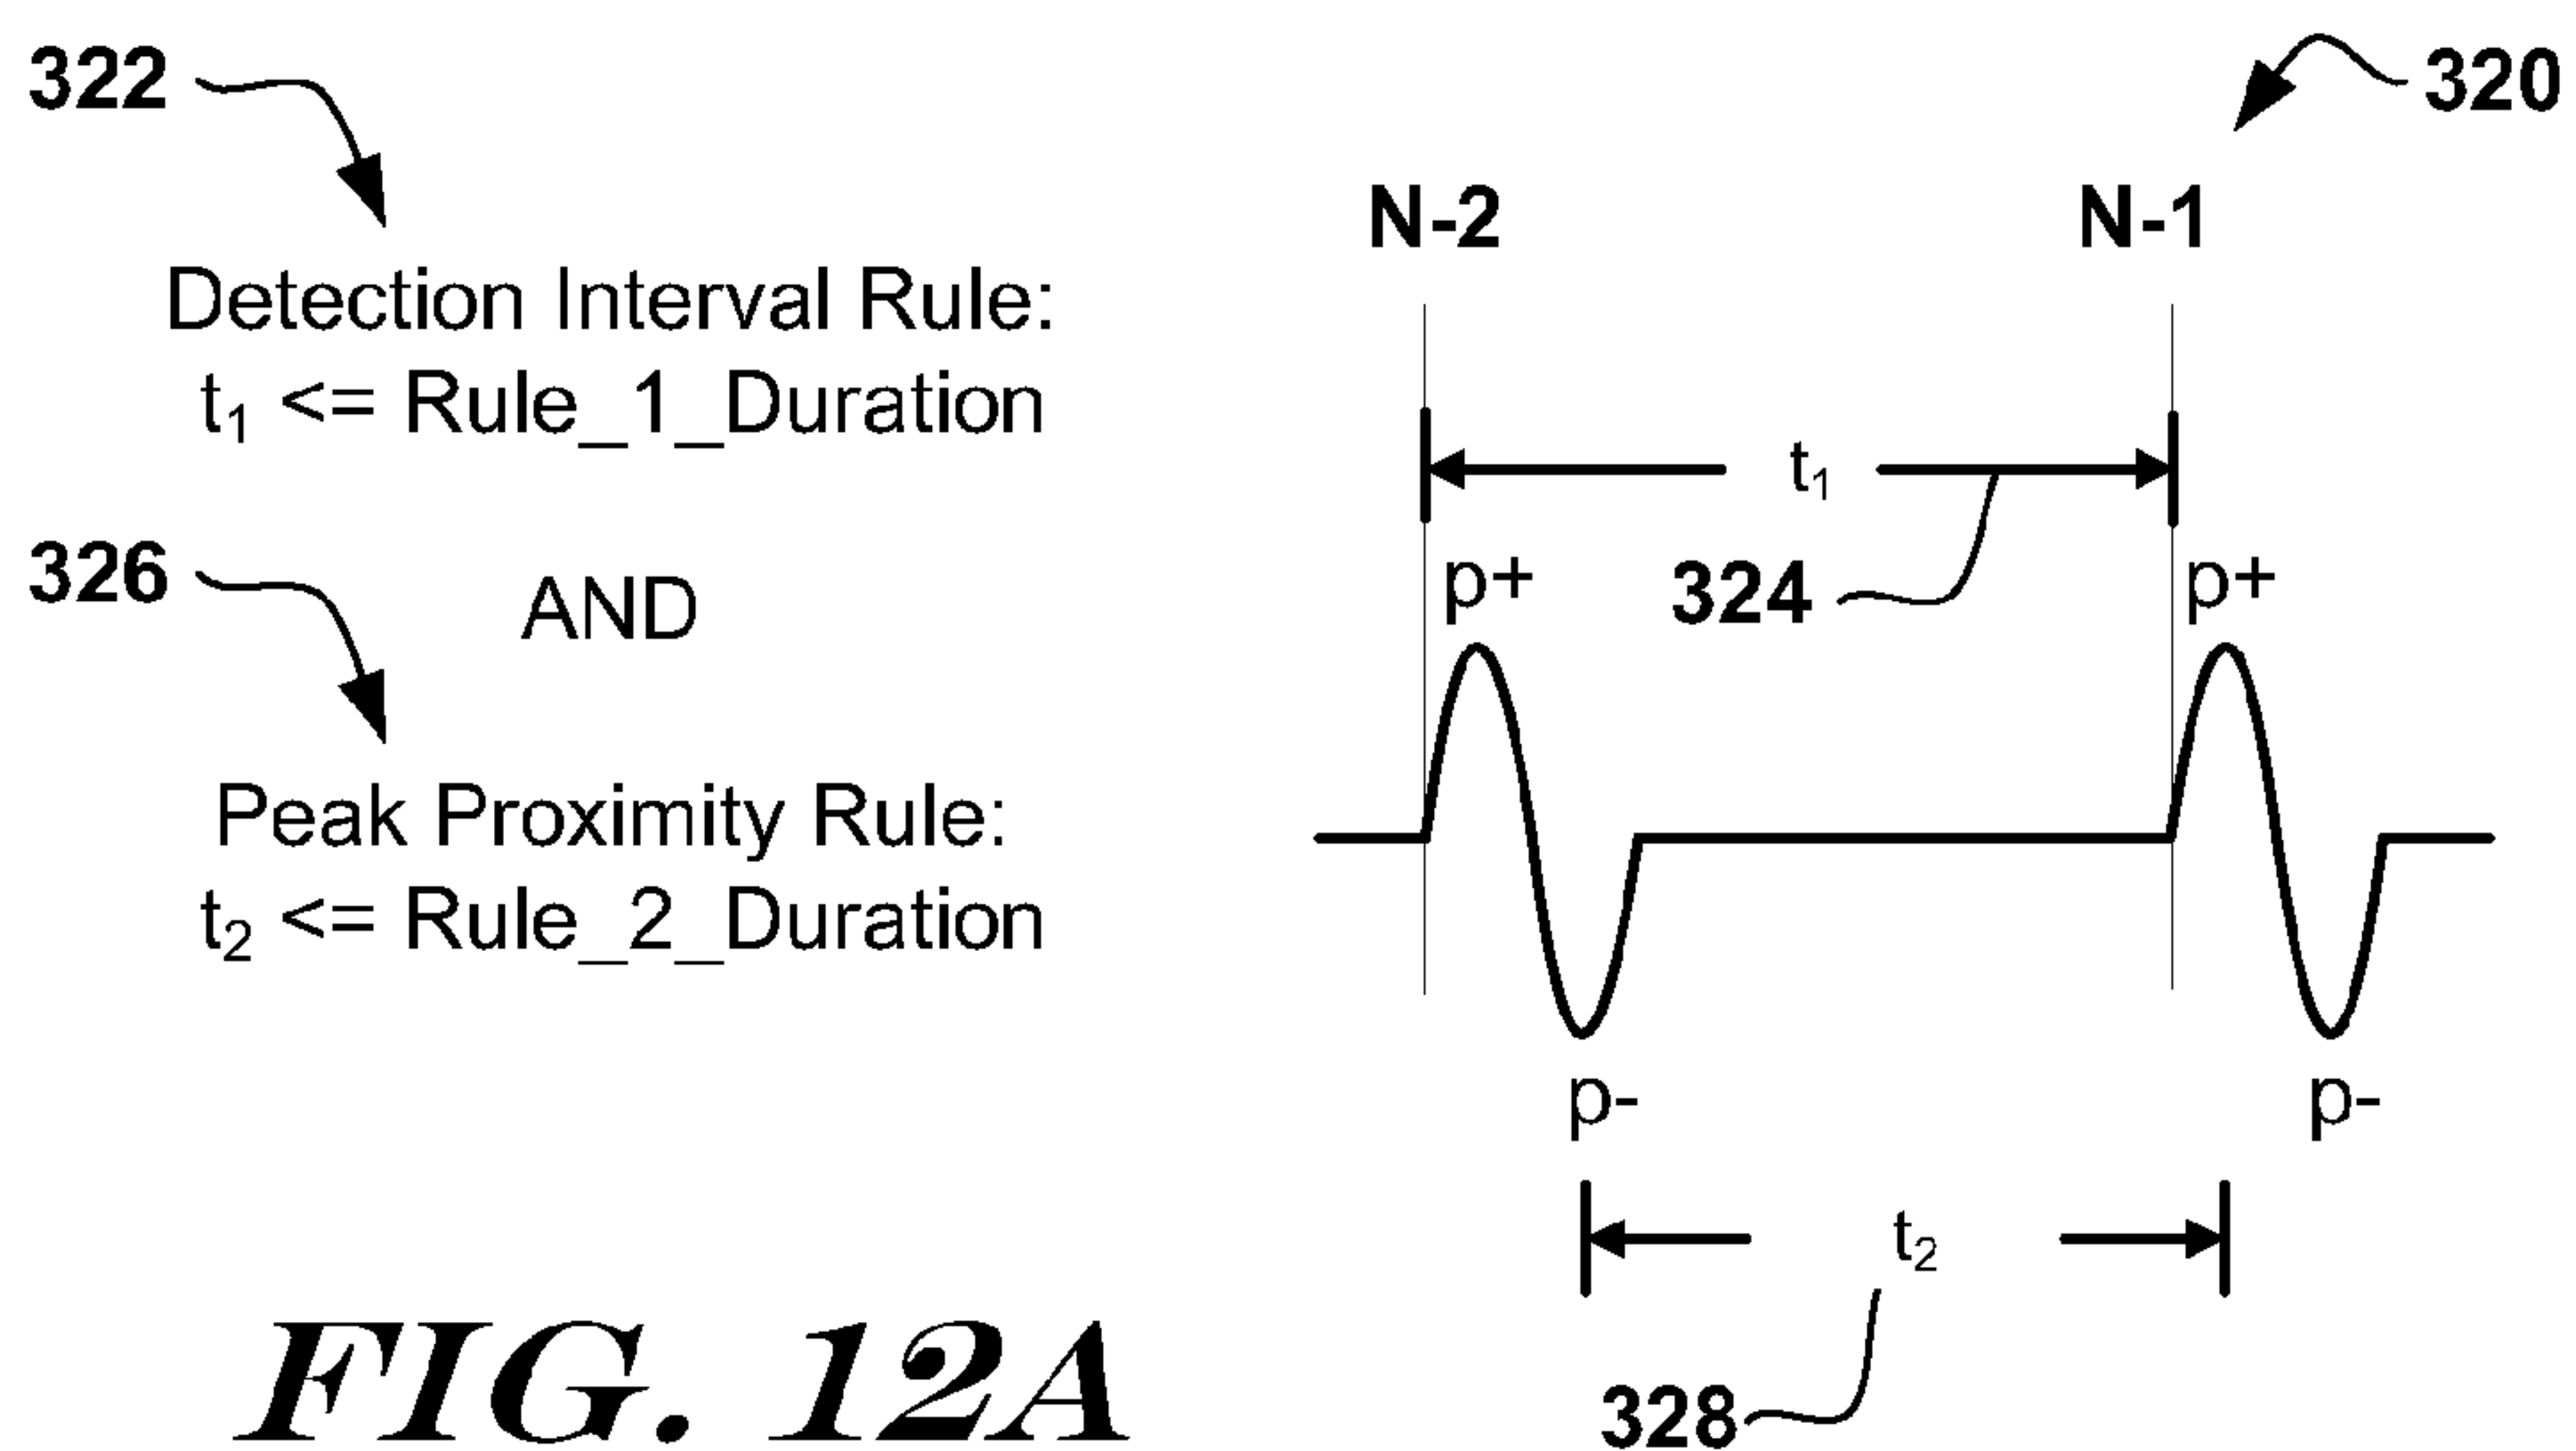 322
Detection Interval Rule:
t₁ <= Rule_1_Duration
326
AND
Peak Proximity Rule:
t₂ <= Rule_2_Duration
320
N-2
N-1
t₁
p+
324
p+
p-
p-
t₂
328
FIG. 12A